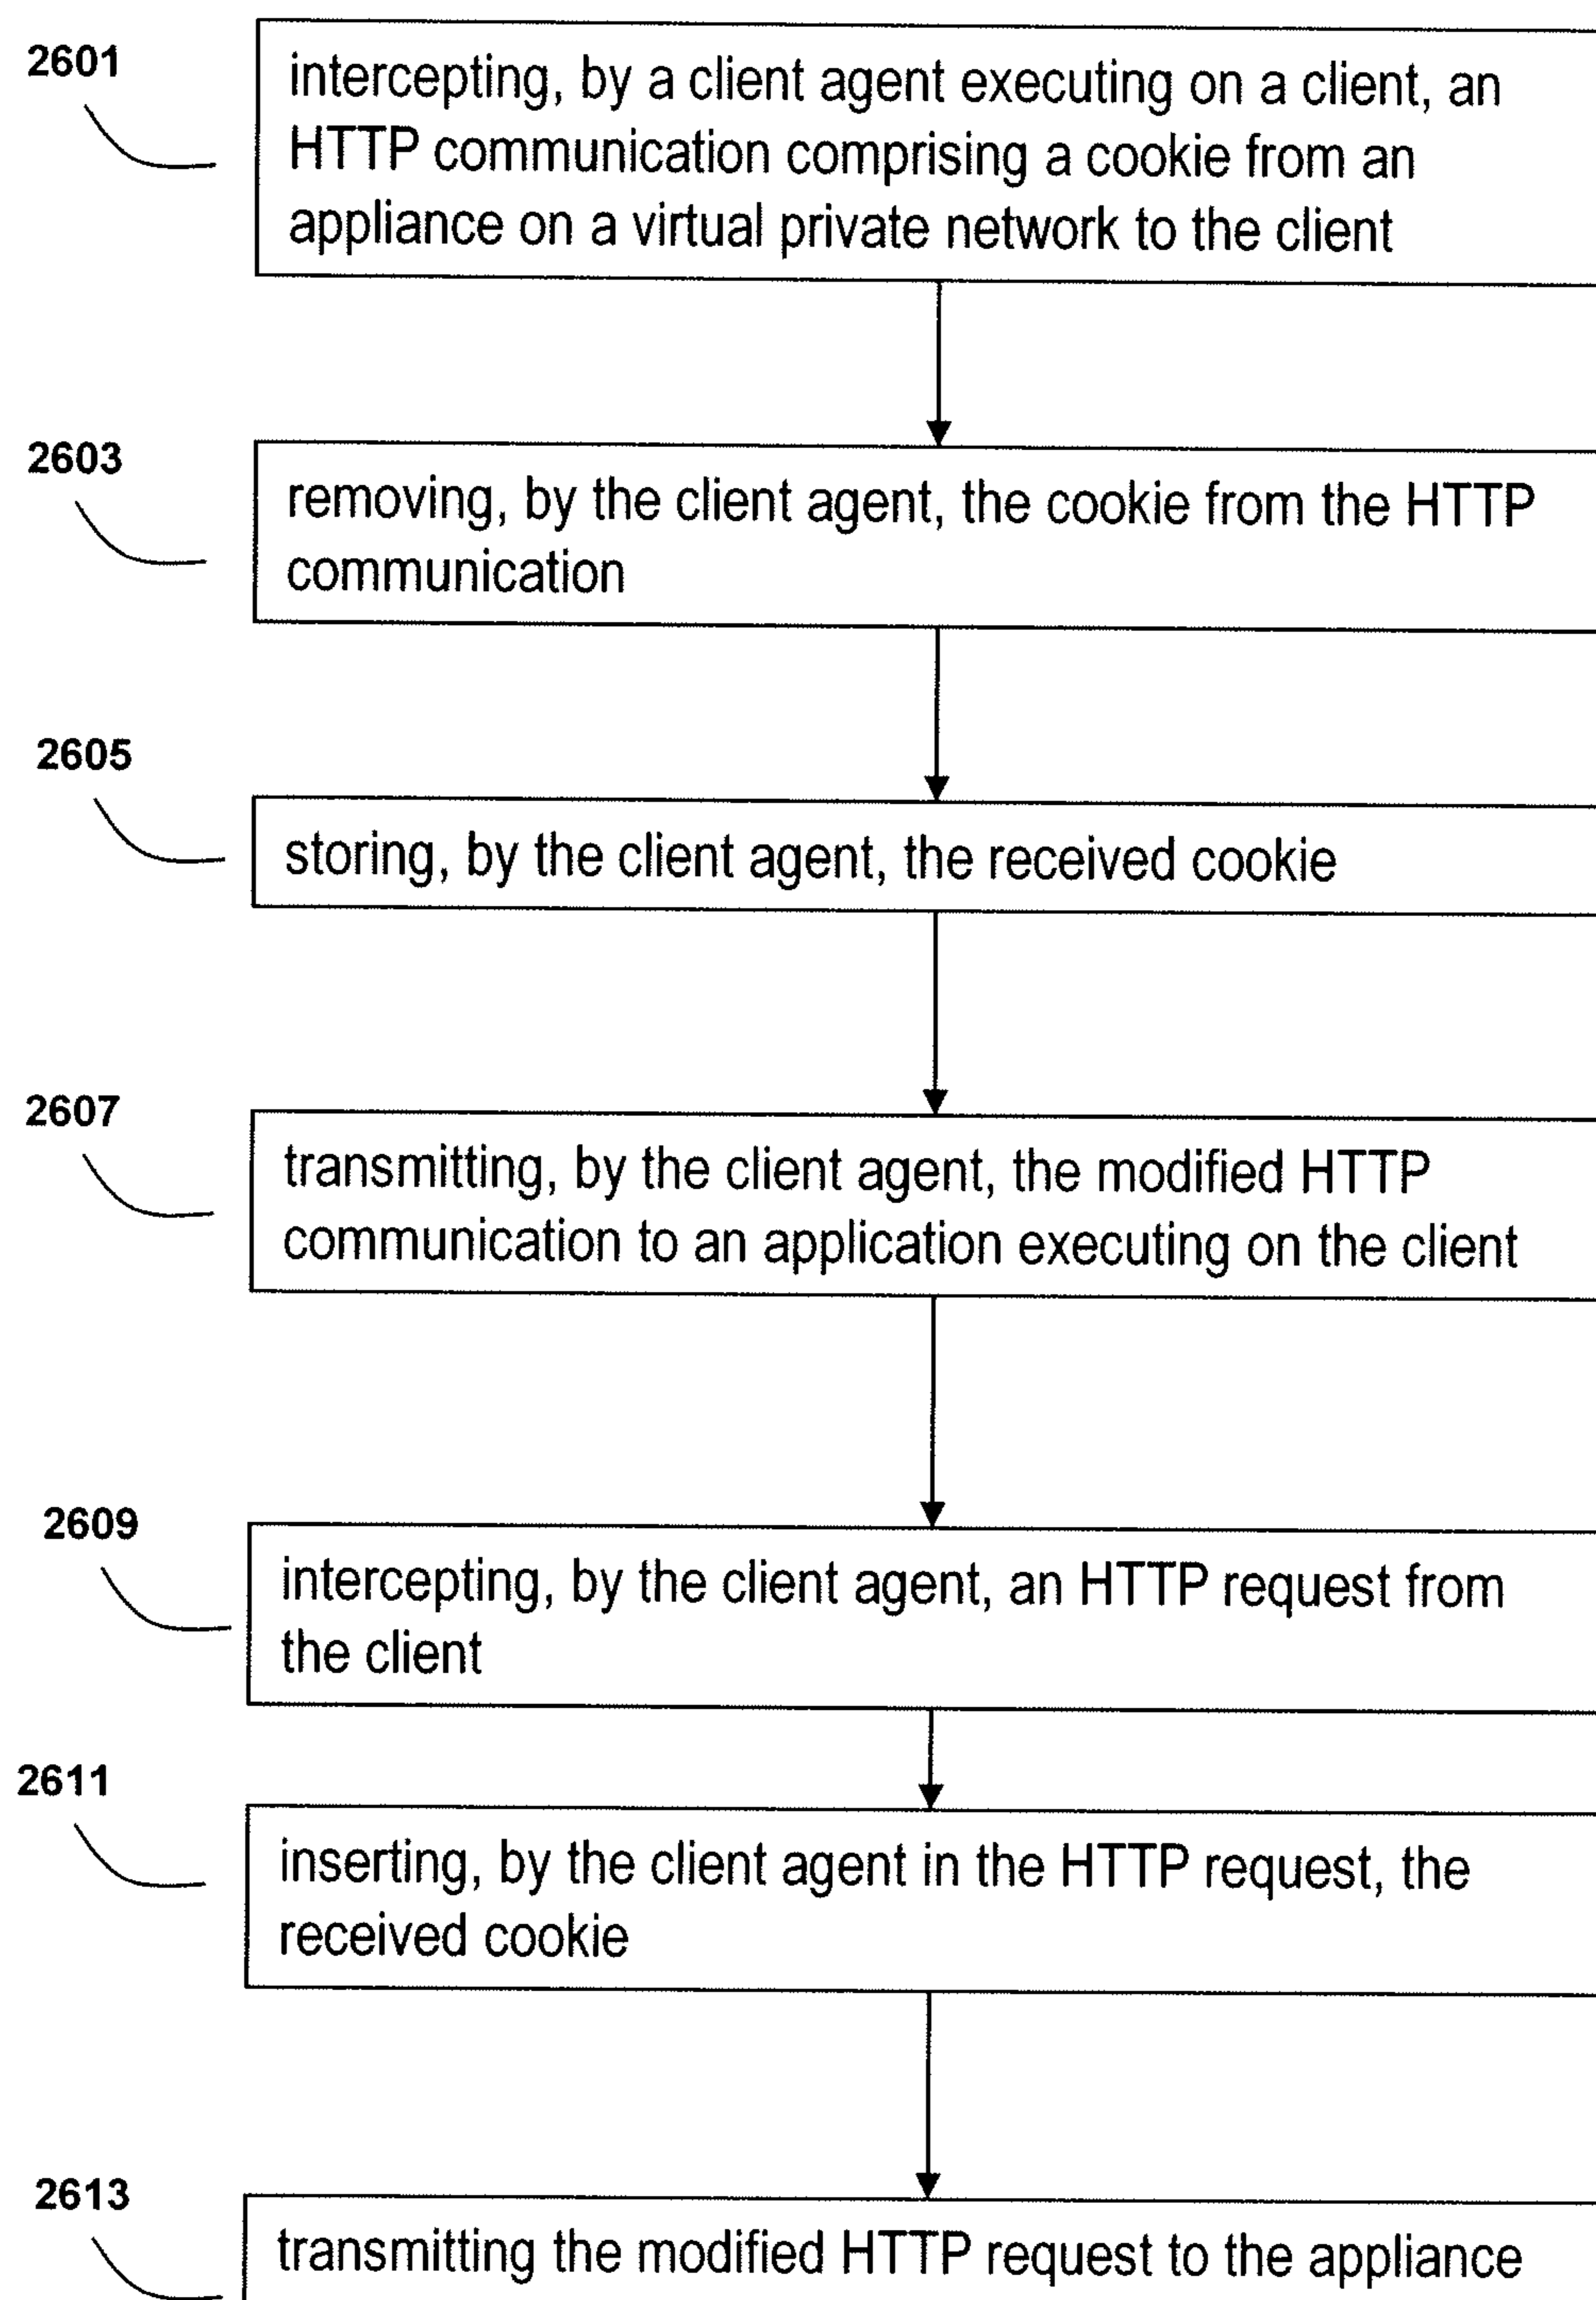 2601
intercepting, by a client agent executing on a client, an
HTTP communication comprising a cookie from an
appliance on a virtual private network to the client
2603
removing, by the client agent, the cookie from the HTTP
communication
2605
storing, by the client agent, the received cookie
2607
transmitting, by the client agent, the modified HTTP
communication to an application executing on the client
2609
intercepting, by the client agent, an HTTP request from
the client
2611
inserting, by the client agent in the HTTP request, the
received cookie
2613
transmitting the modified HTTP request to the appliance